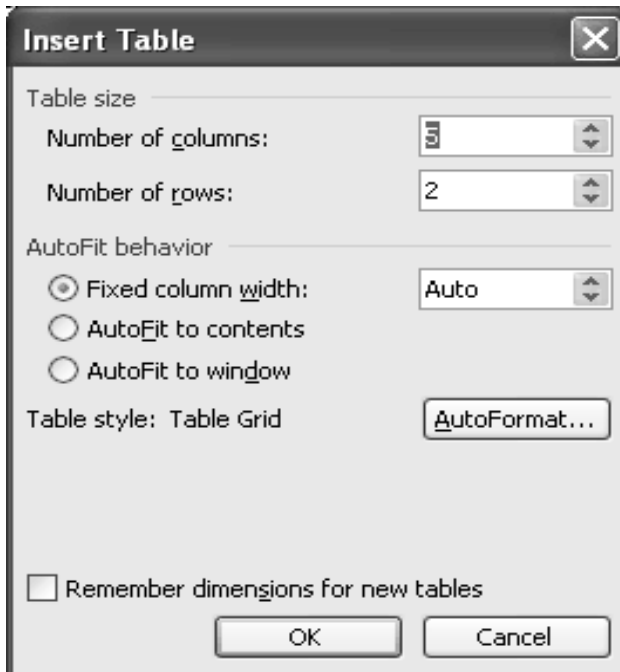 Insert Table
Table size
Number of columns: 5
Number of rows: 2
AutoFit behavior
Fixed column width: Auto
AutoFit to contents
AutoFit to window
Table style: Table Grid AutoFormat...
Remember dimensions for new tables
OK Cancel